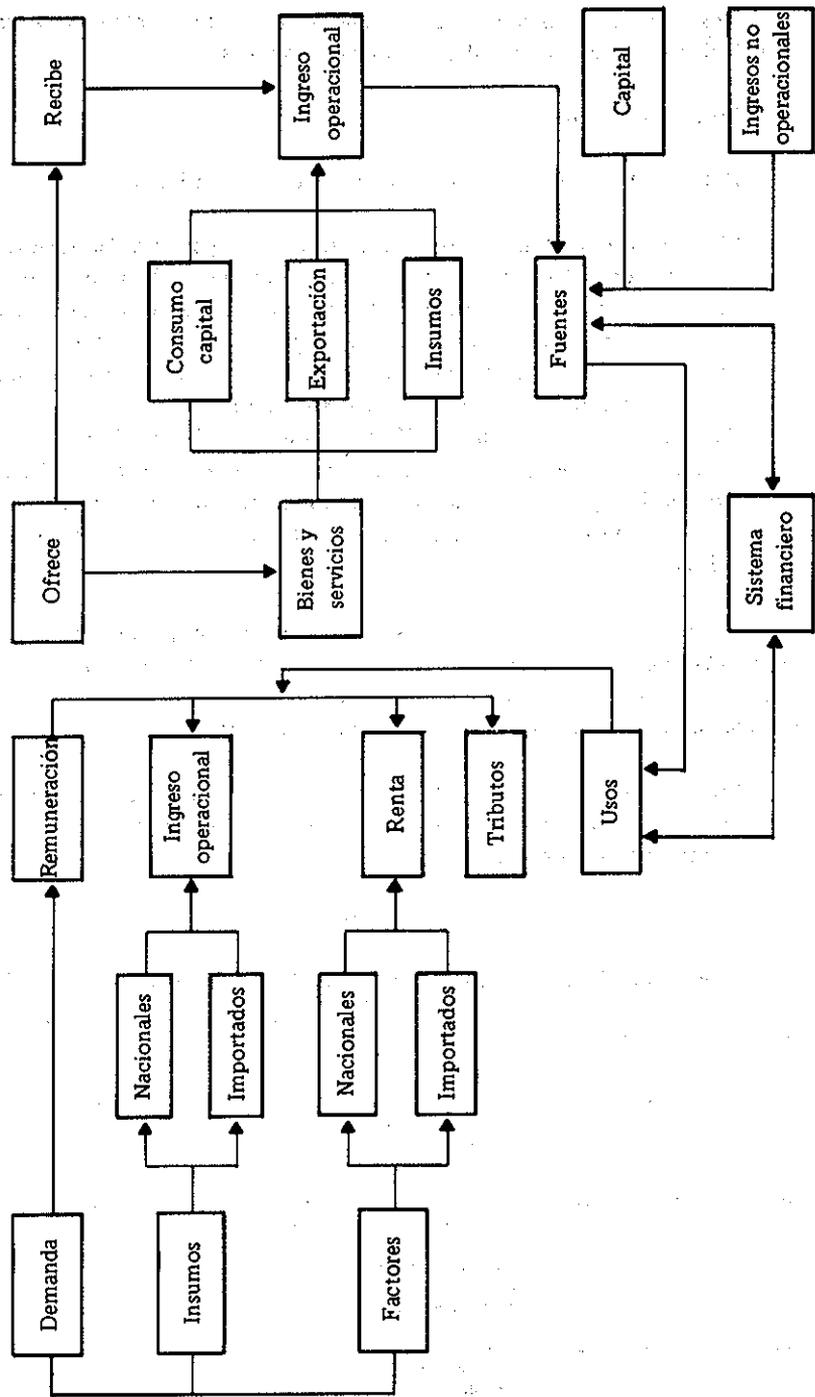 Demanda
Remuneración
Ofrece
Recibe
Insumos
Nacionales
Importados
Ingreso
operacional
Consumo
capital
Bienes y
servicios
Exportación
Ingreso
operacional
Factores
Nacionales
Importados
Renta
Insumos
Tributos
Usos
Fuentes
Capital
Sistema
financiero
Ingresos no
operacionales